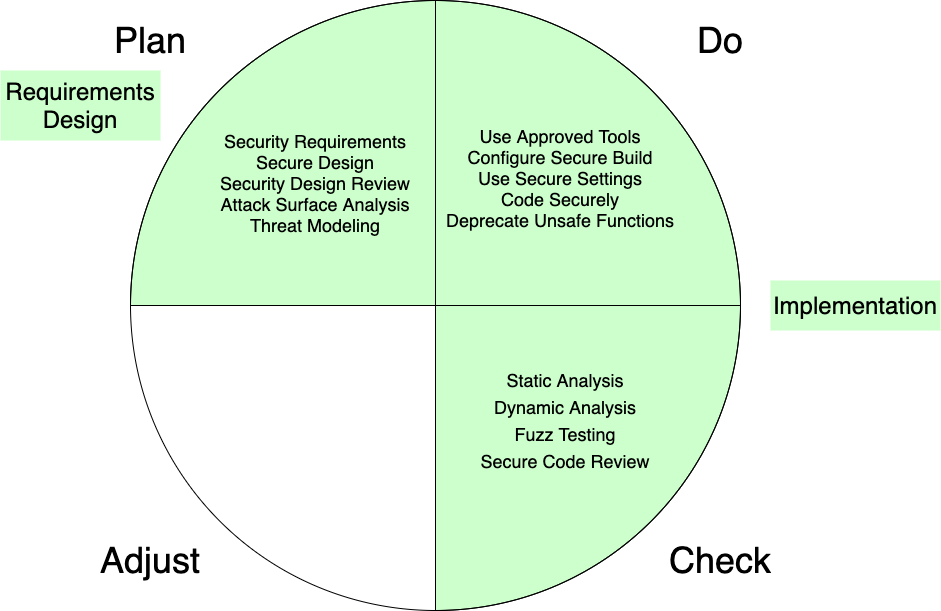 Plan
Do
Requirements
Design
Security Requirements
Secure Design
Security Design Review
Attack Surface Analysis
Threat Modeling
Use Approved Tools
Configure Secure Build
Use Secure Settings
Code Securely
Deprecate Unsafe Functions
Implementation
Static Analysis
Dynamic Analysis
Fuzz Testing
Secure Code Review
Adjust
Check